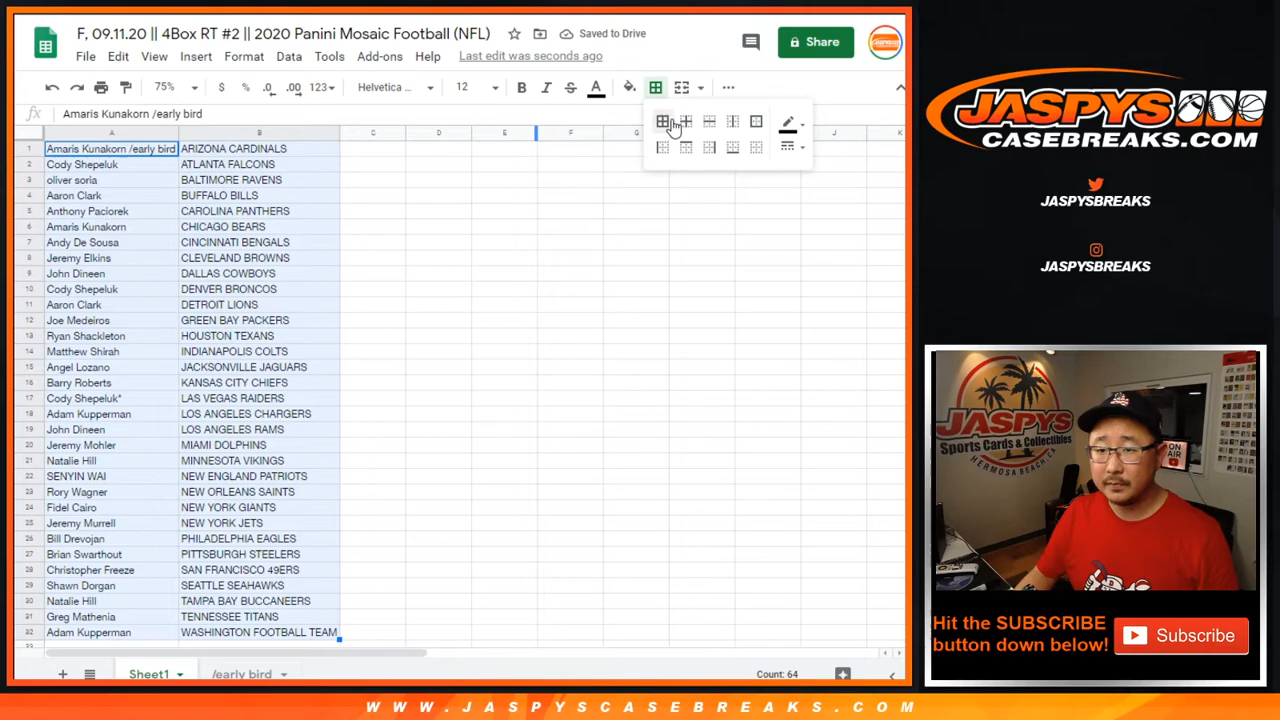 F, 09.11.20 || 4Box RT #2 || 2020 Panini Mosaic Football (NFL)
Saved to Drive
Share
File Edit View Insert Format Data Tools Add-ons Help Last edit was seconds ago
75% $ % .0 .00 123 Helvetica ... 12 B I S A
fx Amaris Kunakorn /early bird
A B C D E F G J K
1 Amaris Kunakorn /early bird ARIZONA CARDINALS
2 Cody Shepeluk ATLANTA FALCONS
3 oliver soria BALTIMORE RAVENS
4 Aaron Clark BUFFALO BILLS
5 Anthony Paciorek CAROLINA PANTHERS
6 Amaris Kunakorn CHICAGO BEARS
7 Andy De Sousa CINCINNATI BENGALS
8 Jeremy Elkins CLEVELAND BROWNS
9 John Dineen DALLAS COWBOYS
10 Cody Shepeluk DENVER BRONCOS
11 Aaron Clark DETROIT LIONS
12 Joe Medeiros GREEN BAY PACKERS
13 Ryan Shackleton HOUSTON TEXANS
14 Matthew Shirah INDIANAPOLIS COLTS
15 Angel Lozano JACKSONVILLE JAGUARS
16 Barry Roberts KANSAS CITY CHIEFS
17 Cody Shepeluk* LAS VEGAS RAIDERS
18 Adam Kupperman LOS ANGELES CHARGERS
19 John Dineen LOS ANGELES RAMS
20 Jeremy Mohler MIAMI DOLPHINS
21 Natalie Hill MINNESOTA VIKINGS
22 SENYIN WAI NEW ENGLAND PATRIOTS
23 Rory Wagner NEW ORLEANS SAINTS
24 Fidel Cairo NEW YORK GIANTS
25 Jeremy Murrell NEW YORK JETS
26 Bill Drevojan PHILADELPHIA EAGLES
27 Brian Swarthout PITTSBURGH STEELERS
28 Christopher Freeze SAN FRANCISCO 49ERS
29 Shawn Dorgan SEATTLE SEAHAWKS
30 Natalie Hill TAMPA BAY BUCCANEERS
31 Greg Mathenia TENNESSEE TITANS
32 Adam Kupperman WASHINGTON FOOTBALL TEAM
Sheet1 /early bird Count: 64
JASPYS
CASEBREAKS.COM
JASPYSBREAKS
JASPYSBREAKS
JASPYS
Sports Cards & Collectibles
HERMOSA BEACH, CA
ON
AIR
Hit the SUBSCRIBE
button down below!
Subscribe
WWW.JASPYSCASEBREAKS.COM